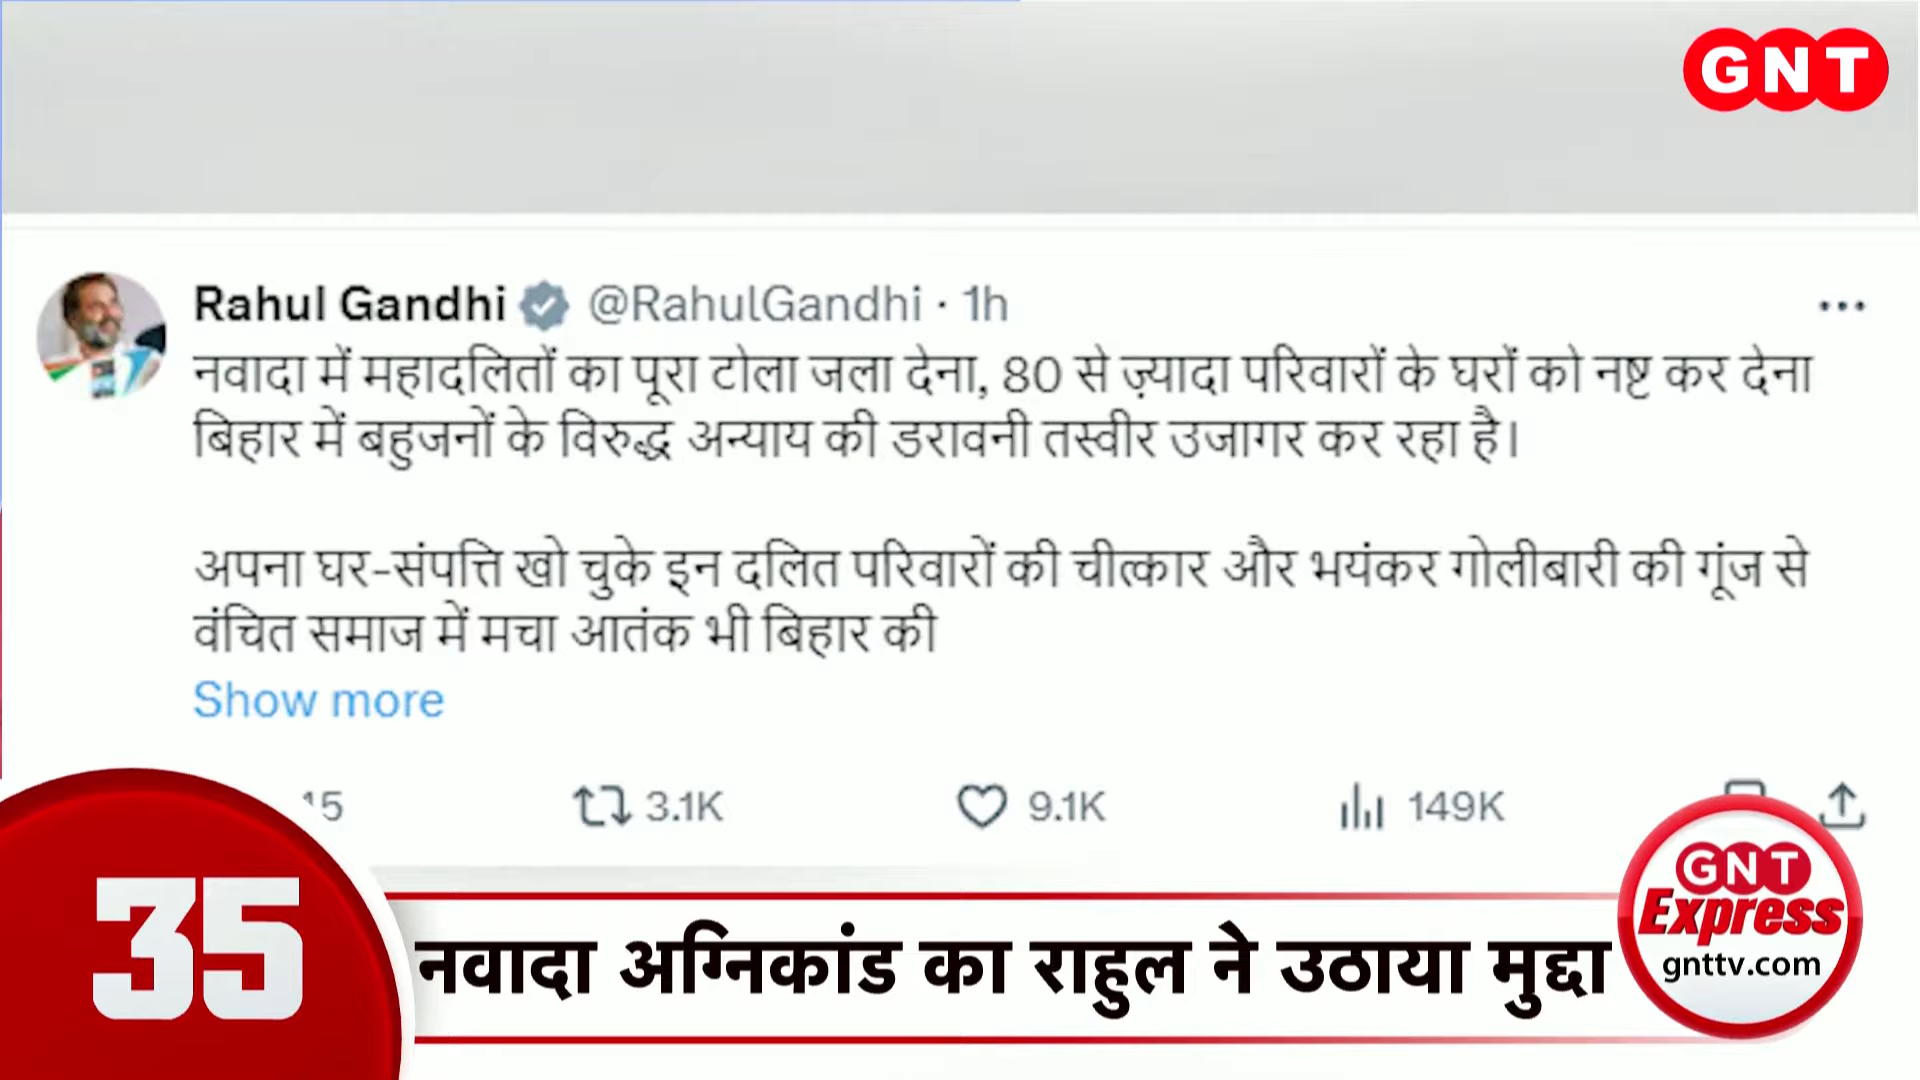 GNT
Rahul Gandhi @RahulGandhi · 1h
नवादा में महादलितों का पूरा टोला जला देना, 80 से ज़्यादा परिवारों के घरों को नष्ट कर देना
बिहार में बहुजनों के विरुद्ध अन्याय की डरावनी तस्वीर उजागर कर रहा है।
अपना घर-संपत्ति खो चुके इन दलित परिवारों की चीत्कार और भयंकर गोलीबारी की गूंज से
वंचित समाज में मचा आतंक भी बिहार की
Show more
3.1K 9.1K 149K
35
नवादा अग्निकांड का राहुल ने उठाया मुद्दा
GNT
Express
gnttv.com